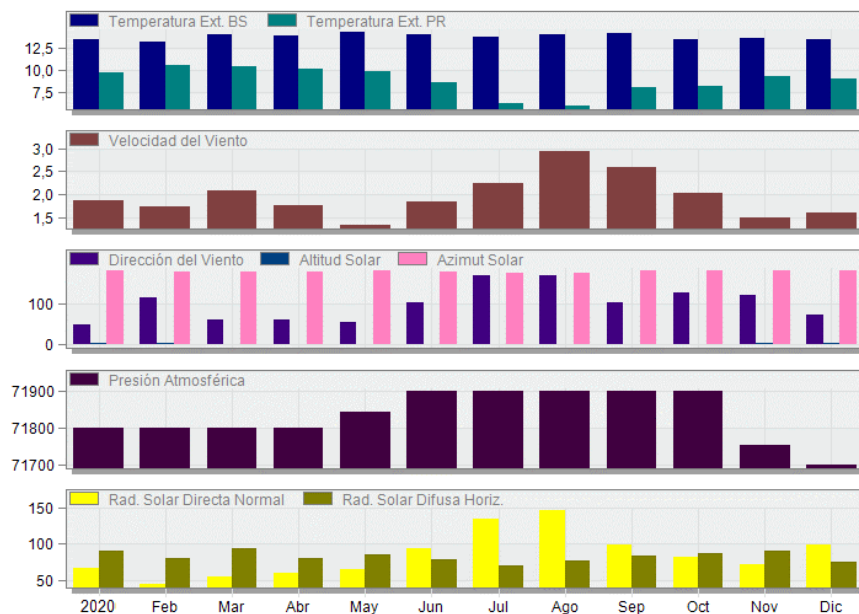 Temperatura Ext. BS Temperatura Ext. PR
12,5
10,0
7,5
Velocidad del Viento
3,0
2,5
2,0
1,5
Dirección del Viento Altitud Solar Azimut Solar
100
0
Presión Atmosférica
71900
71800
71700
Rad. Solar Directa Normal Rad. Solar Difusa Horiz.
150
100
50
2020 Feb Mar Abr May Jun Jul Ago Sep Oct Nov Dic